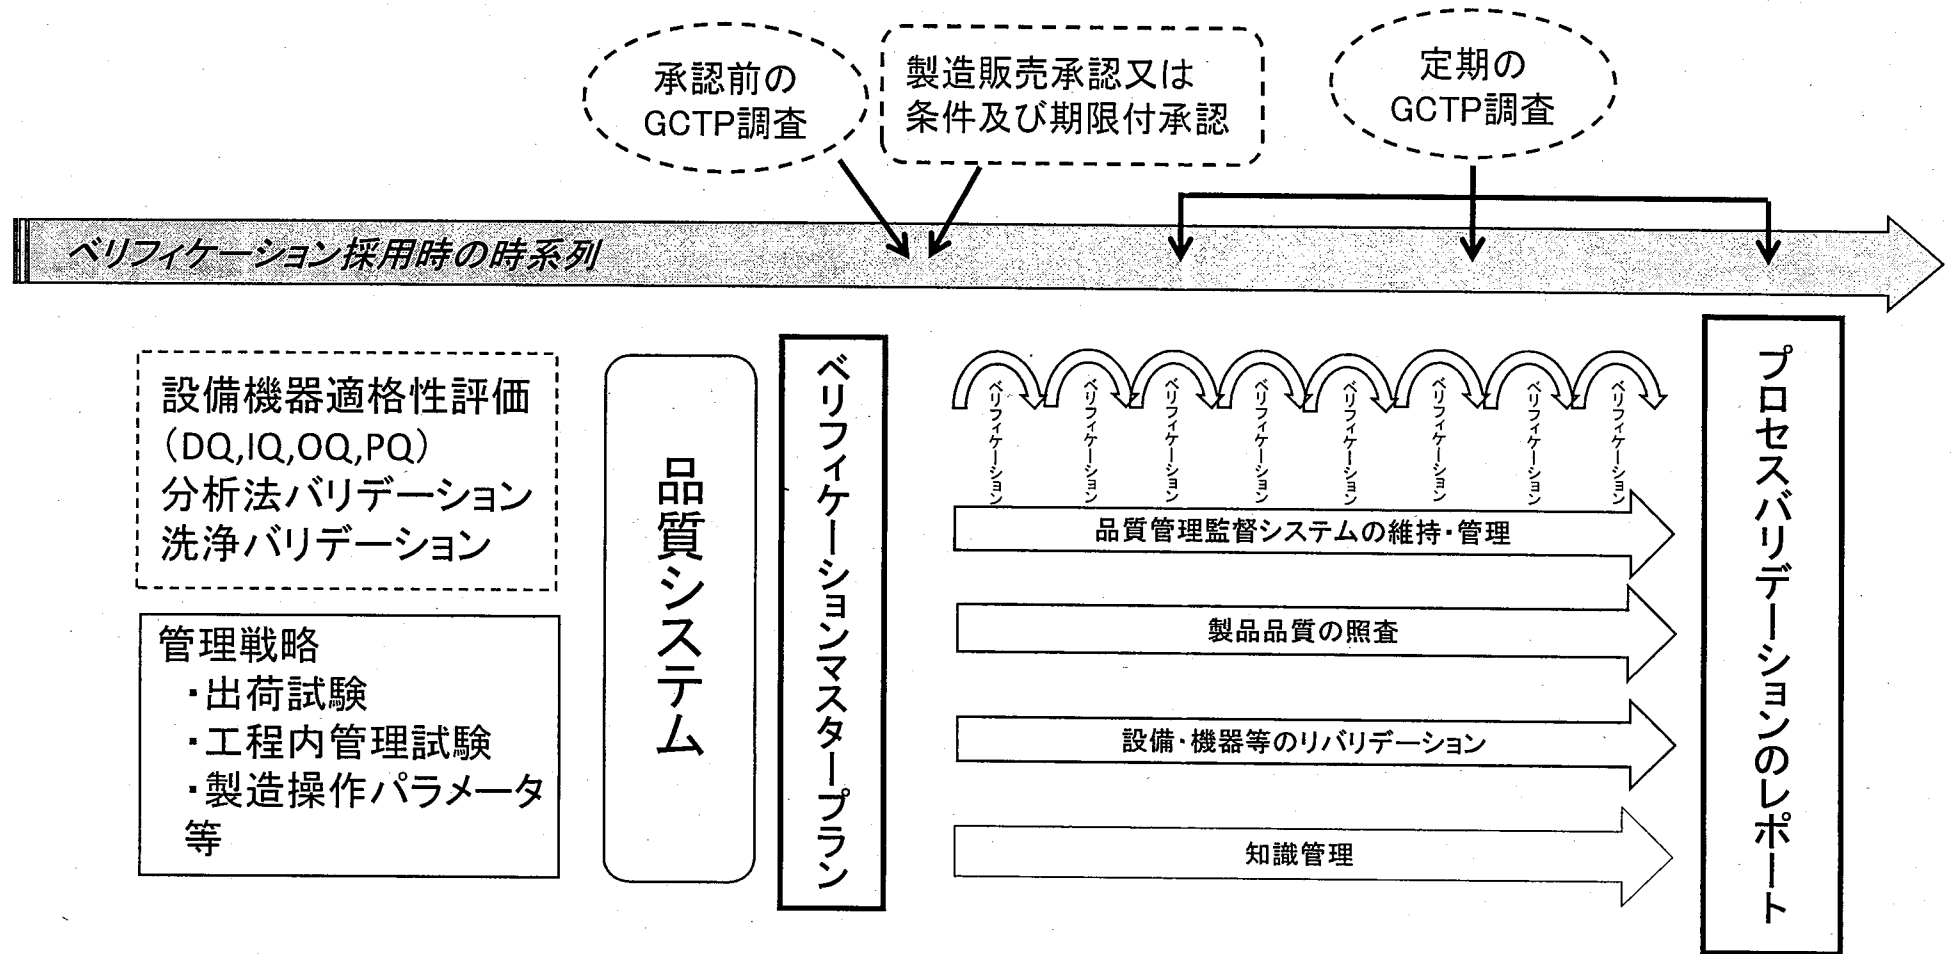 承認前の
GCTP調査
製造販売承認又は
条件及び期限付承認
定期の
GCTP調査
ベリフィケーション採用時の時系列
設備機器適格性評価
（DQ,IQ,OQ,PQ）
分析法バリデーション
洗浄バリデーション
管理戦略
・出荷試験
・工程内管理試験
・製造操作パラメータ
等
品質システム
ベリフィケーションマスタープラン
ベリフィケーション
ベリフィケーション
ベリフィケーション
ベリフィケーション
ベリフィケーション
ベリフィケーション
ベリフィケーション
ベリフィケーション
品質管理監督システムの維持・管理
製品品質の照査
設備・機器等のリバリデーション
知識管理
プロセスバリデーションのレポート